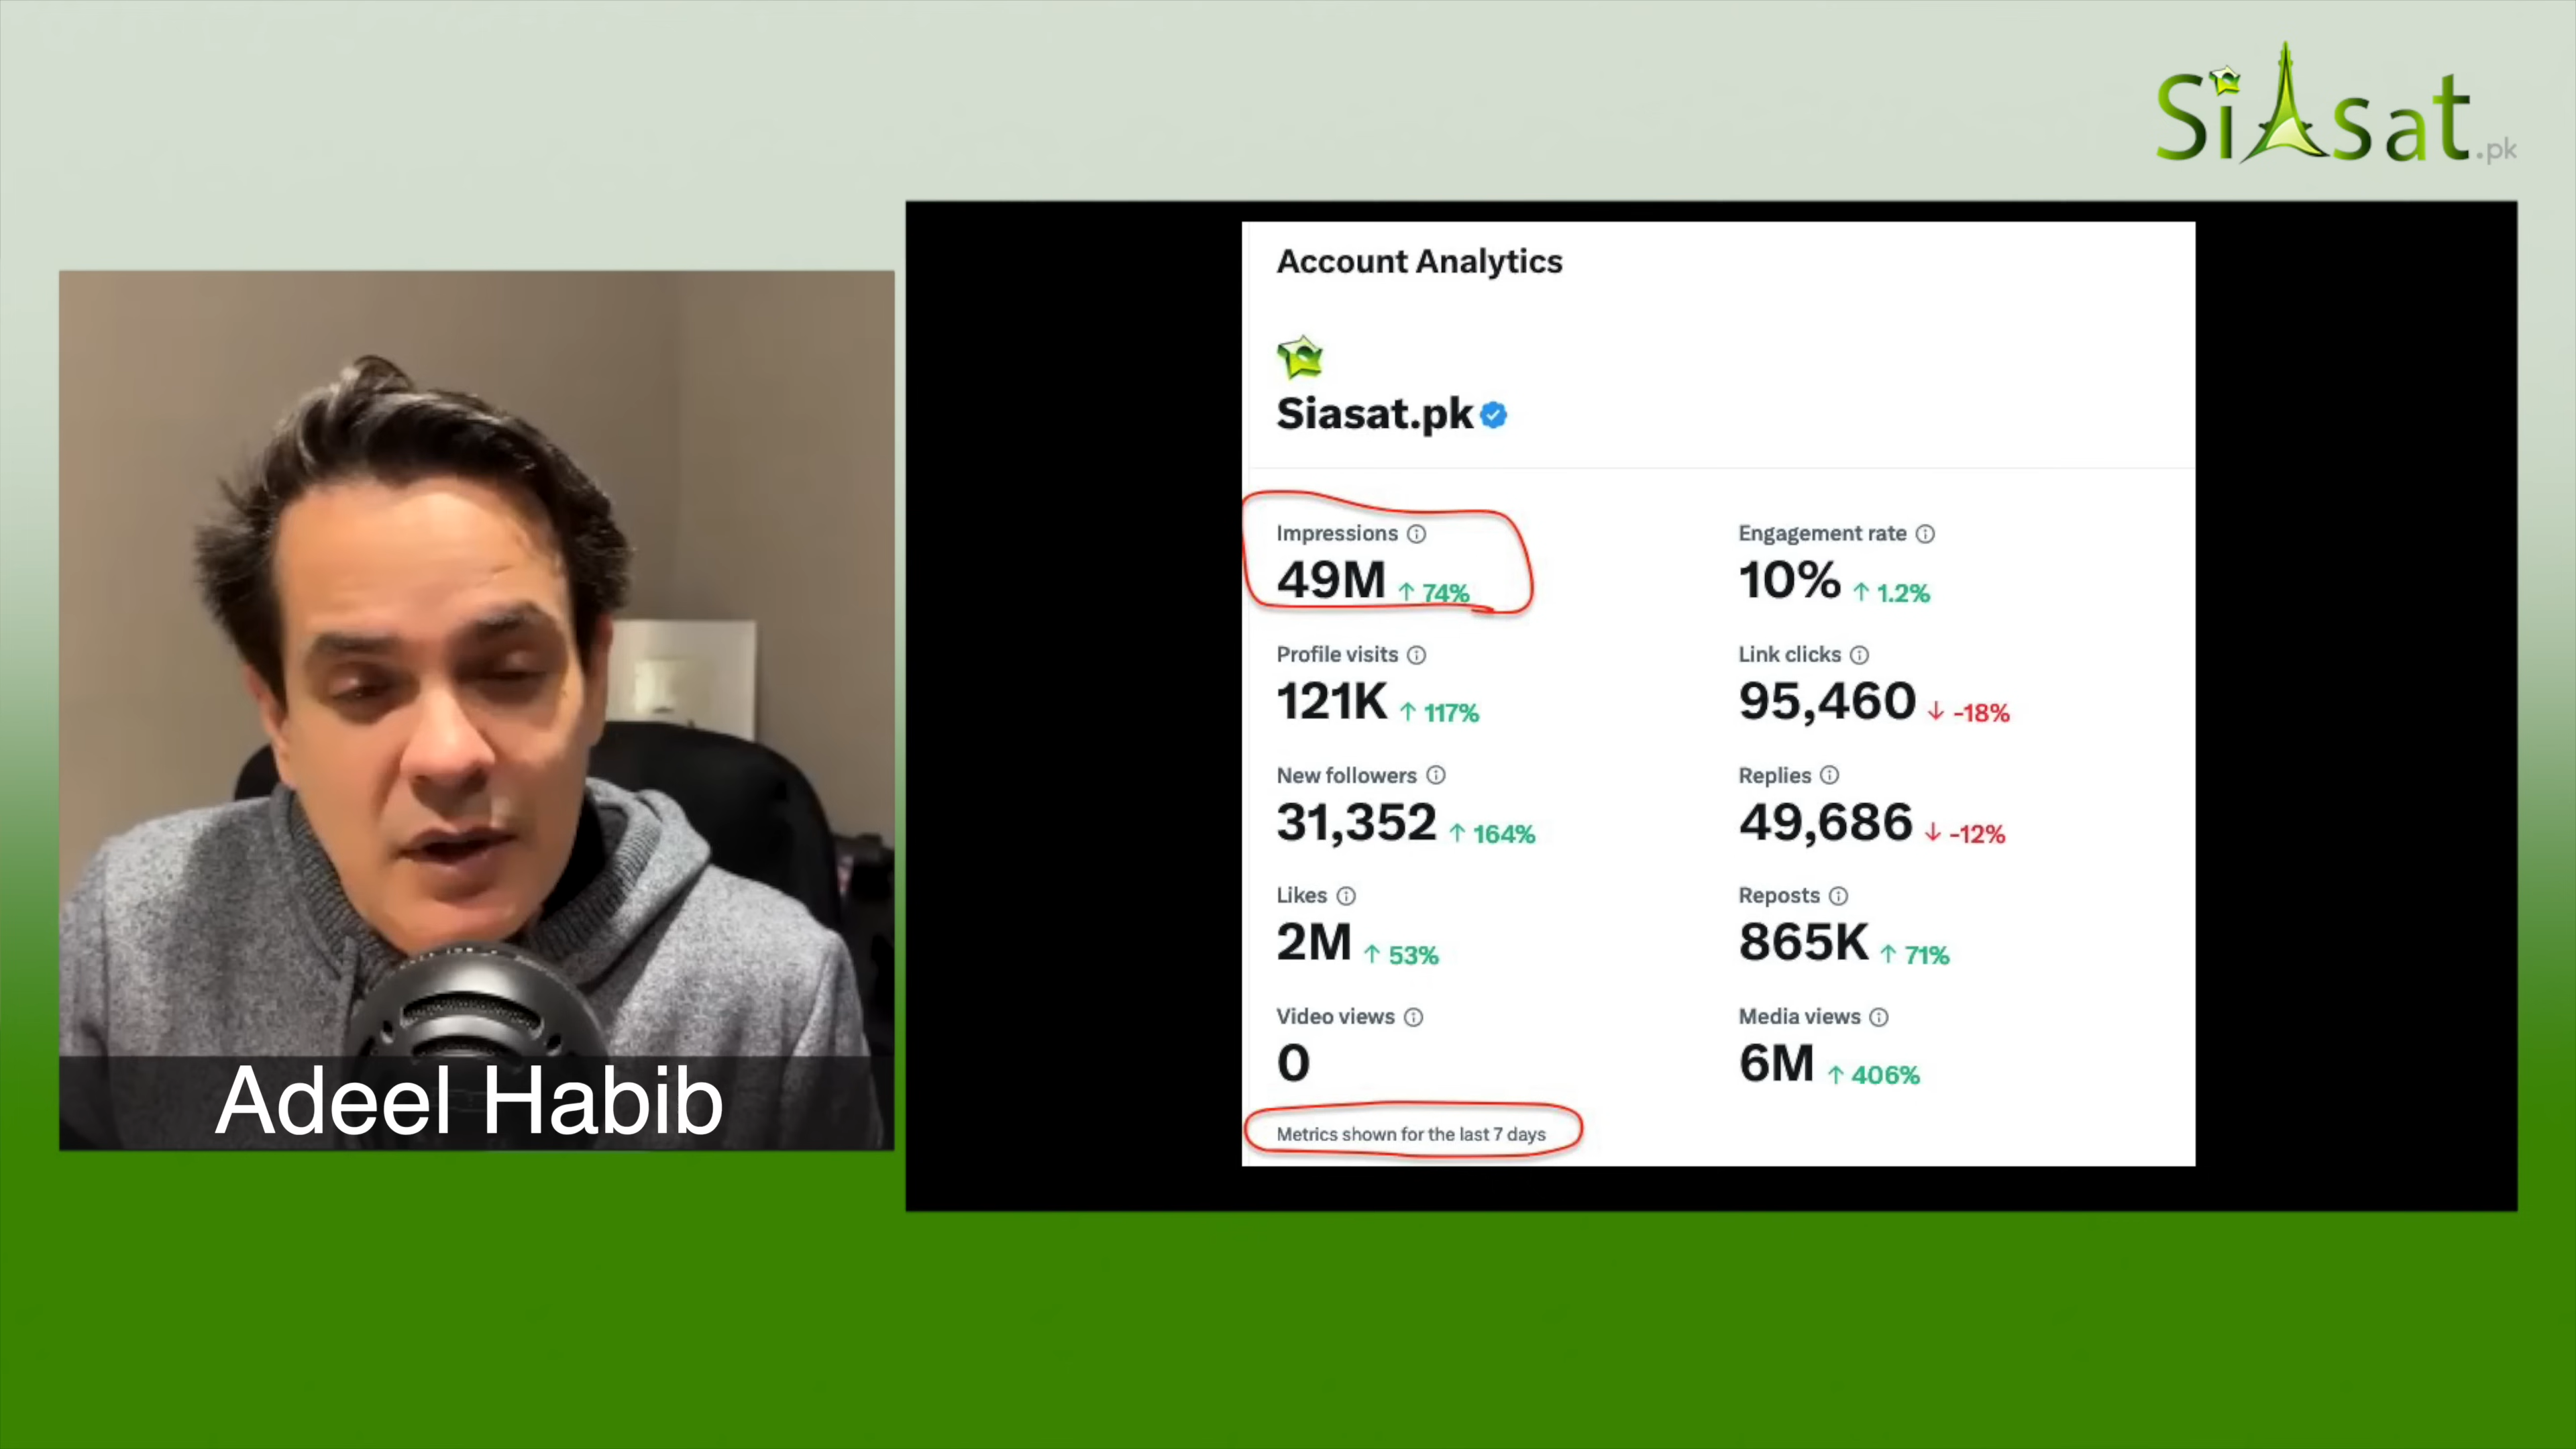 SiAsat.pk
Account Analytics
Siasat.pk
Impressions
49M ↑ 74%
Engagement rate
10% ↑ 1.2%
Profile visits
121K ↑ 117%
Link clicks
95,460 ↓ -18%
New followers
31,352 ↑ 164%
Replies
49,686 ↓ -12%
Likes
2M ↑ 53%
Reposts
865K ↑ 71%
Video views
0
Media views
6M ↑ 406%
Metrics shown for the last 7 days
Adeel Habib